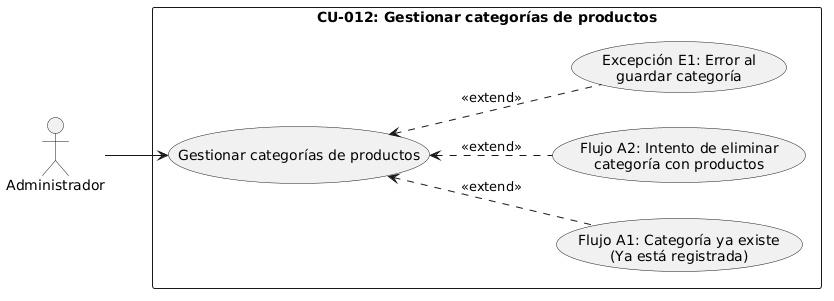 CU-012: Gestionar categorías de productos
Excepción E1: Error al
guardar categoría
«extend»
Gestionar categorías de productos
«extend»
Flujo A2: Intento de eliminar
categoría con productos
Administrador
«extend»
Flujo A1: Categoría ya existe
(Ya está registrada)